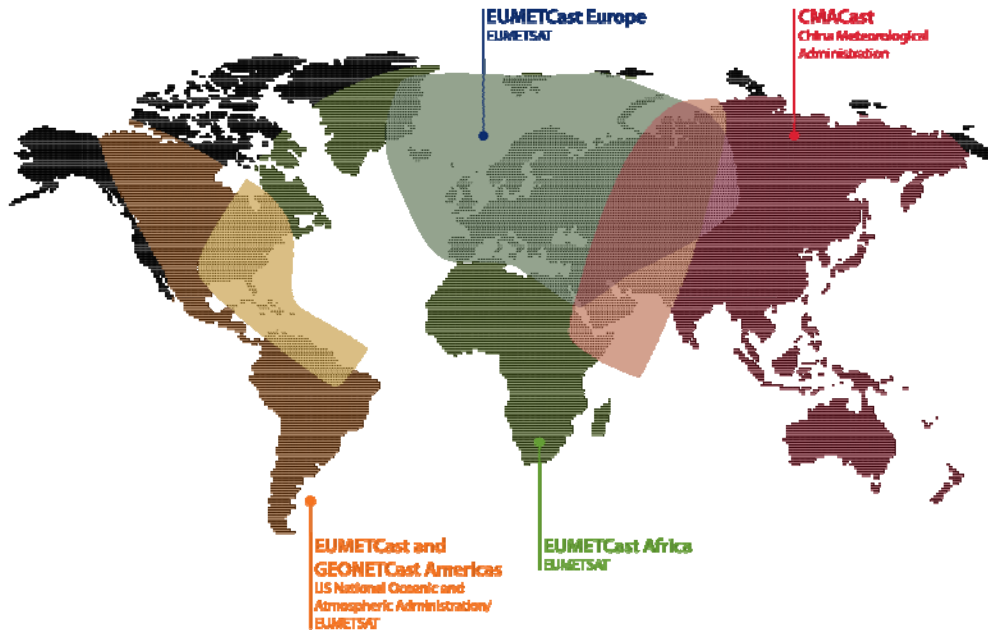 EUMETCast Europe
EUMETSAT
CMACast
China Meteorological
Administration
EUMETCast and
GEONETCast Americas
US National Oceanic and
Atmospheric Administration/
EUMETSAT
EUMETCast Africa
EUMETSAT